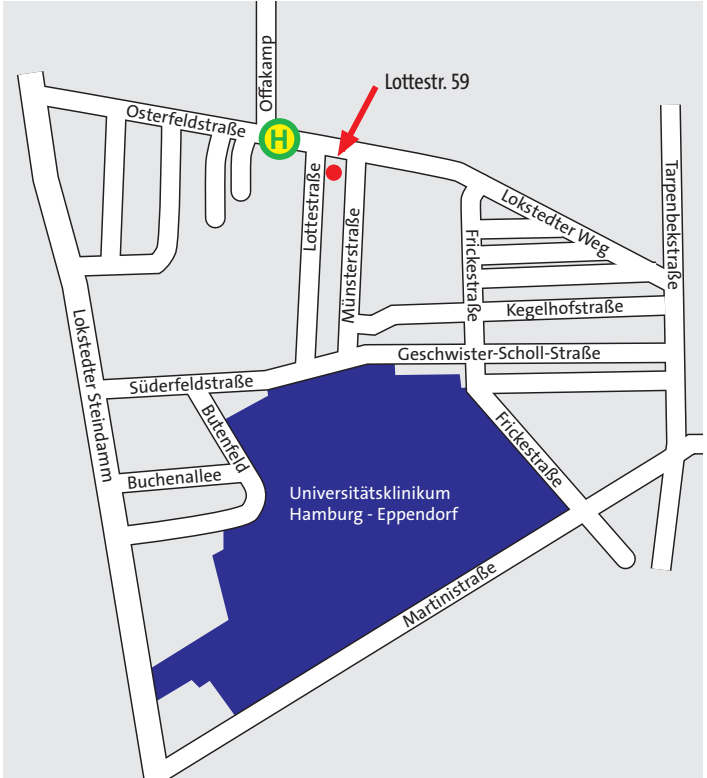 Offakamp
Lottestr. 59
Osterfeldstraße
H
Lottestraße
Münsterstraße
Lokstedter Weg
Tarpenbekstraße
Frickestraße
Kegelhofstraße
Geschwister-Scholl-Straße
Lokstedter Steindamm
Süderfeldstraße
Butenfeld
Buchenallee
Frickestraße
Universitätsklinikum
Hamburg - Eppendorf
Martinistraße